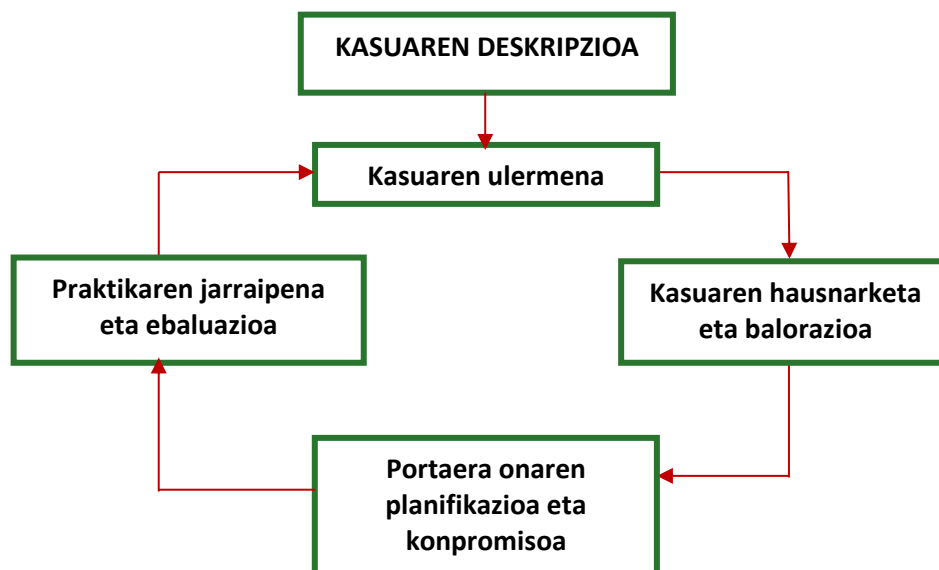 KASUAREN DESKRIPZIOA
Kasuaren ulermena
Praktikaren jarraipena
eta ebaluazioa
Kasuaren hausnarketa
eta balorazioa
Portaera onaren
planifikazioa eta
konpromisoa